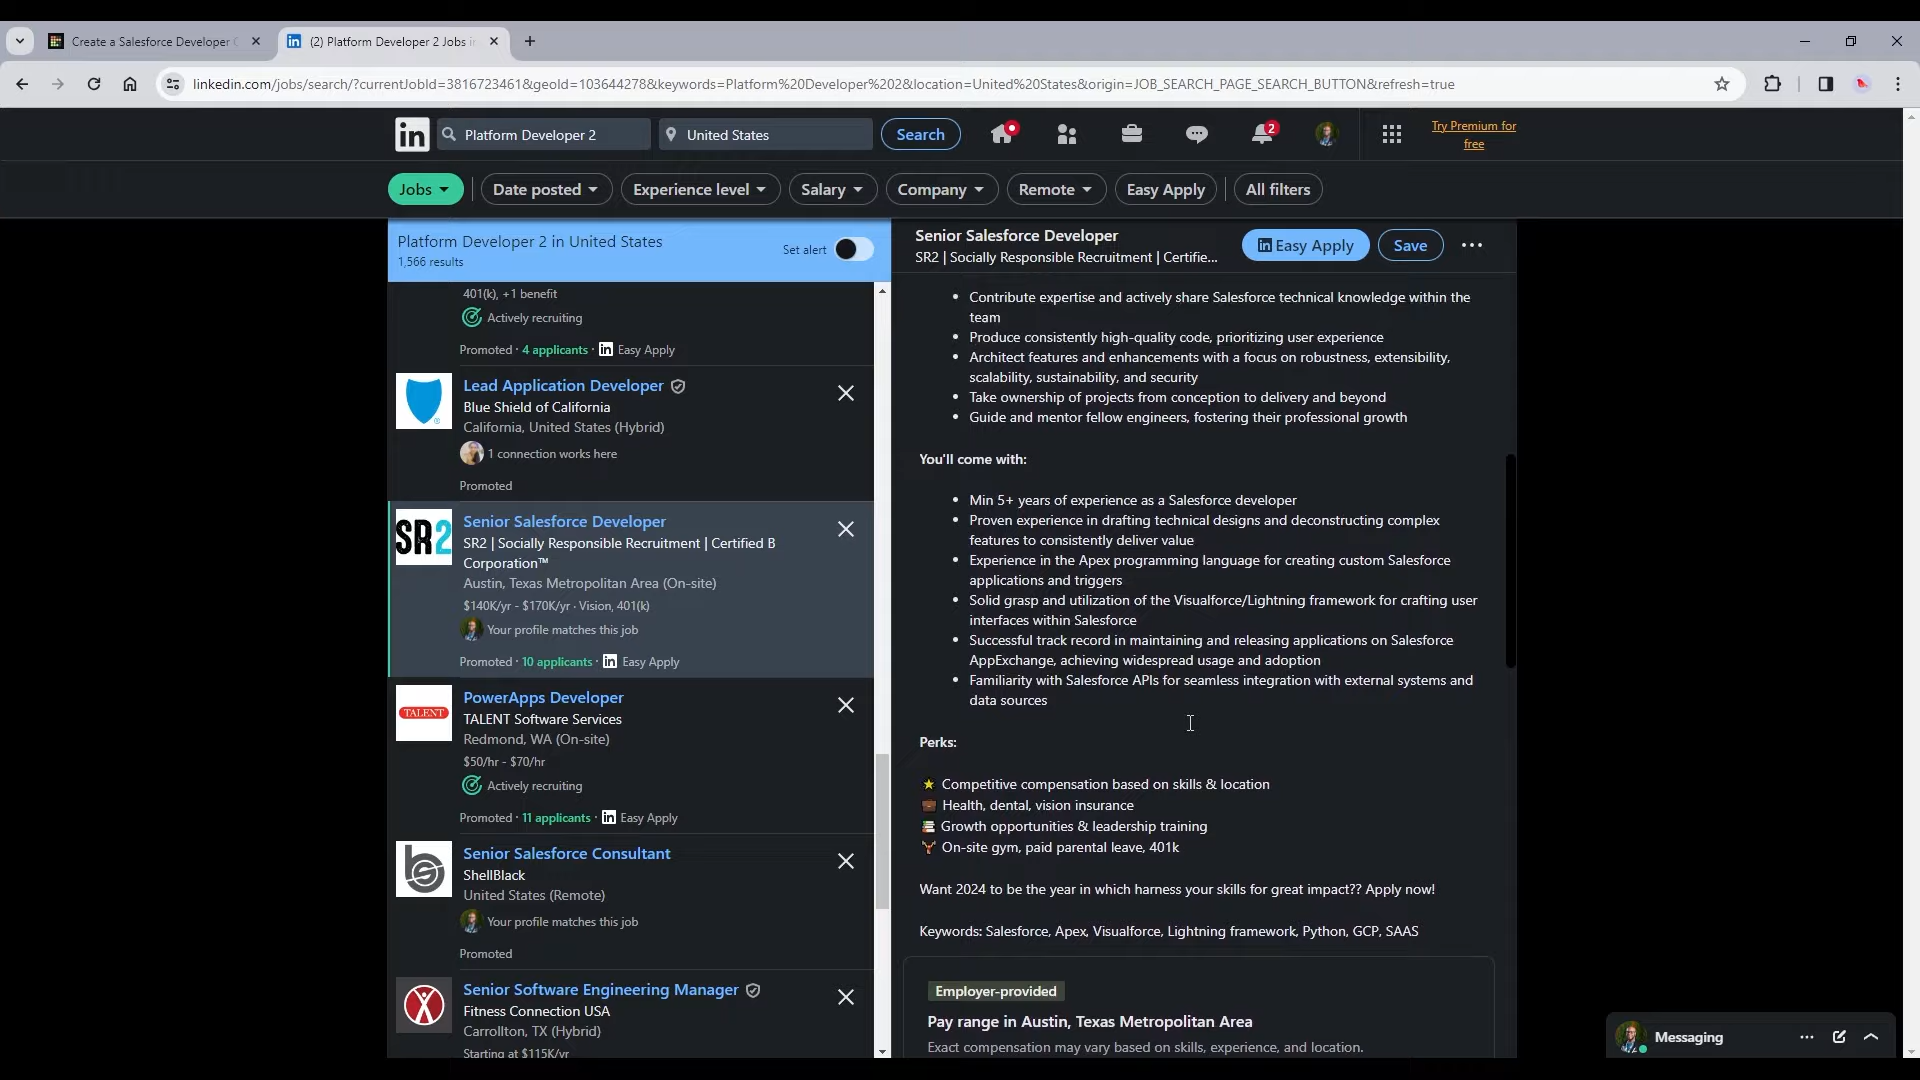 Create a Salesforce Developer
(2) Platform Developer 2 Jobs in
linkedin.com/jobs/search/?currentJobId=3816723461&geoId=103644278&keywords=Platform%20Developer%202&location=United%20States&origin=JOB_SEARCH_PAGE_SEARCH_BUTTON&refresh=true
in
Platform Developer 2
United States
Search
2
Try Premium for
free
Jobs
Date posted
Experience level
Salary
Company
Remote
Easy Apply
All filters
Platform Developer 2 in United States
1,566 results
Set alert
401(k), +1 benefit
Actively recruiting
Promoted · 4 applicants · in Easy Apply
Lead Application Developer
Blue Shield of California
California, United States (Hybrid)
1 connection works here
Promoted
SR2
Senior Salesforce Developer
SR2 | Socially Responsible Recruitment | Certified B
Corporation™
Austin, Texas Metropolitan Area (On-site)
$140K/yr - $170K/yr · Vision, 401(k)
Your profile matches this job
Promoted · 10 applicants · in Easy Apply
TALENT
PowerApps Developer
TALENT Software Services
Redmond, WA (On-site)
$50/hr - $70/hr
Actively recruiting
Promoted · 11 applicants · in Easy Apply
Senior Salesforce Consultant
ShellBlack
United States (Remote)
Your profile matches this job
Promoted
Senior Software Engineering Manager
Fitness Connection USA
Carrollton, TX (Hybrid)
Starting at $115K/yr
Senior Salesforce Developer
SR2 | Socially Responsible Recruitment | Certifie...
in Easy Apply
Save
• Contribute expertise and actively share Salesforce technical knowledge within the
team
• Produce consistently high-quality code, prioritizing user experience
• Architect features and enhancements with a focus on robustness, extensibility,
scalability, sustainability, and security
• Take ownership of projects from conception to delivery and beyond
• Guide and mentor fellow engineers, fostering their professional growth
You'll come with:
• Min 5+ years of experience as a Salesforce developer
• Proven experience in drafting technical designs and deconstructing complex
features to consistently deliver value
• Experience in the Apex programming language for creating custom Salesforce
applications and triggers
• Solid grasp and utilization of the Visualforce/Lightning framework for crafting user
interfaces within Salesforce
• Successful track record in maintaining and releasing applications on Salesforce
AppExchange, achieving widespread usage and adoption
• Familiarity with Salesforce APIs for seamless integration with external systems and
data sources
Perks:
Competitive compensation based on skills & location
Health, dental, vision insurance
Growth opportunities & leadership training
On-site gym, paid parental leave, 401k
Want 2024 to be the year in which harness your skills for great impact?? Apply now!
Keywords: Salesforce, Apex, Visualforce, Lightning framework, Python, GCP, SAAS
Employer-provided
Pay range in Austin, Texas Metropolitan Area
Exact compensation may vary based on skills, experience, and location.
Messaging